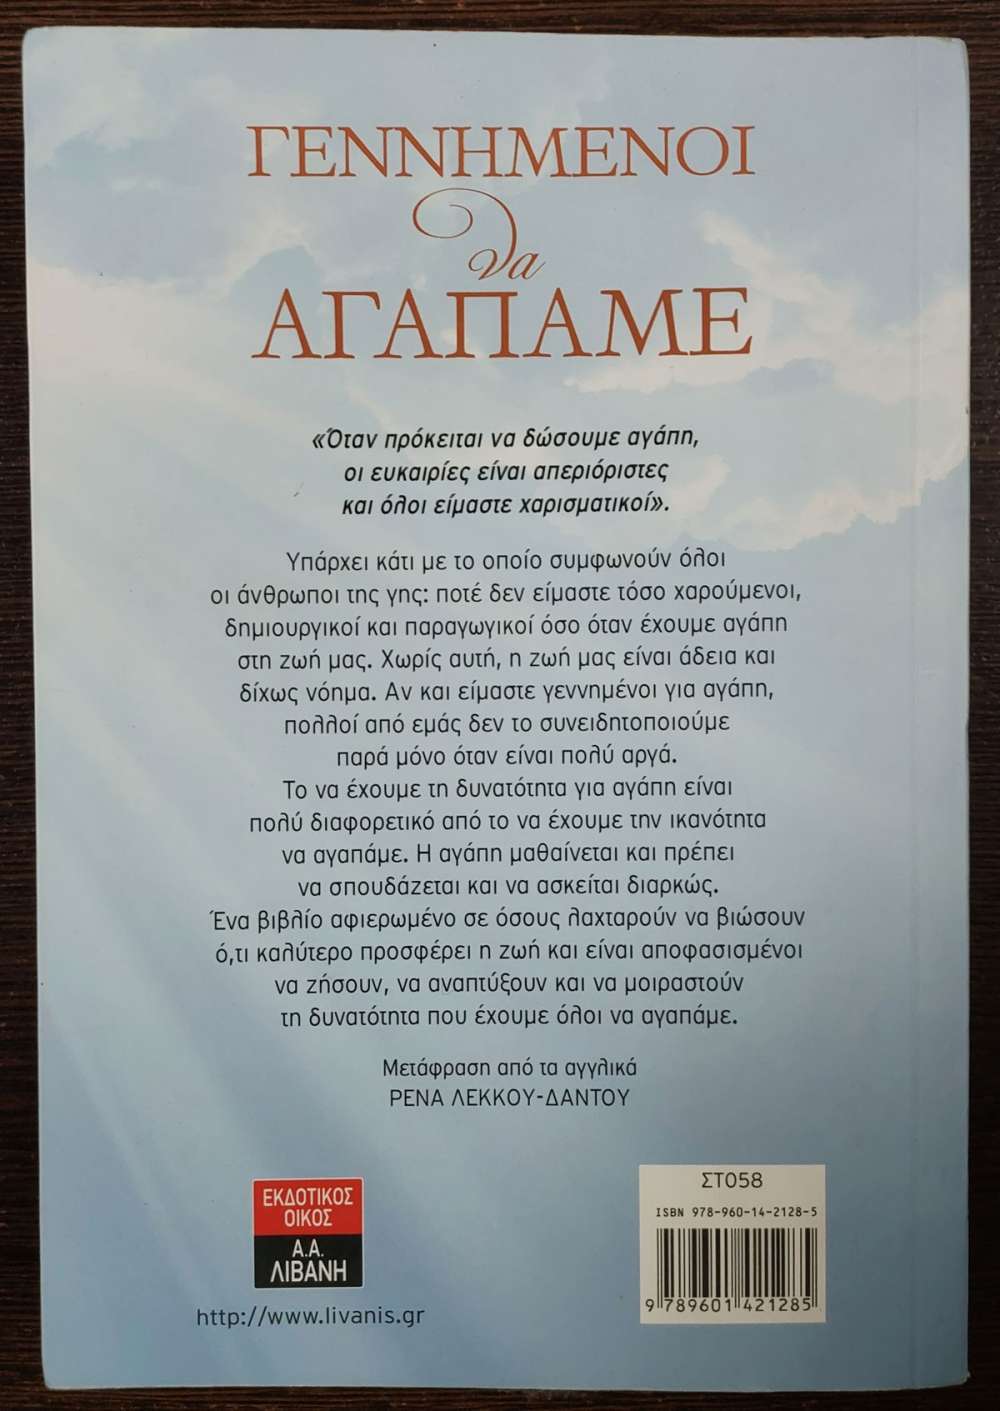 ΓΕΝΝΗΜΕΝΟΙ
να
ΑΓΑΠΑΜΕ
«Όταν πρόκειται να δώσουμε αγάπη,
οι ευκαιρίες είναι απεριόριστες
και όλοι είμαστε χαρισματικοί».
Υπάρχει κάτι με το οποίο συμφωνούν όλοι
οι άνθρωποι της γης: ποτέ δεν είμαστε τόσο χαρούμενοι,
δημιουργικοί και παραγωγικοί όσο όταν έχουμε αγάπη
στη ζωή μας. Χωρίς αυτή, η ζωή μας είναι άδεια και
δίχως νόημα. Αν και είμαστε γεννημένοι για αγάπη,
πολλοί από εμάς δεν το συνειδητοποιούμε
παρά μόνο όταν είναι πολύ αργά.
Το να έχουμε τη δυνατότητα για αγάπη είναι
πολύ διαφορετικό από το να έχουμε την ικανότητα
να αγαπάμε. Η αγάπη μαθαίνεται και πρέπει
να σπουδάζεται και να ασκείται διαρκώς.
Ένα βιβλίο αφιερωμένο σε όσους λαχταρούν να βιώσουν
ό,τι καλύτερο προσφέρει η ζωή και είναι αποφασισμένοι
να ζήσουν, να αναπτύξουν και να μοιραστούν
τη δυνατότητα που έχουμε όλοι να αγαπάμε.
Μετάφραση από τα αγγλικά
ΡΕΝΑ ΛΕΚΚΟΥ-ΔΑΝΤΟΥ
ΕΚΔΟΤΙΚΟΣ
ΟΙΚΟΣ
Α.Α.
ΛΙΒΑΝΗ
http://www.livanis.gr
ΣΤ058
ISBN 978-960-14-2128-5
9 789601 421285